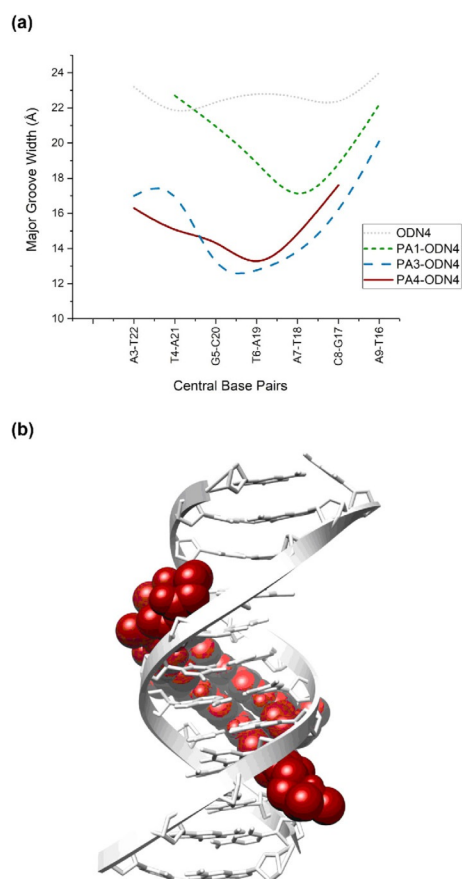 (a)
Major Groove Width (Å)
24
22
20
18
16
14
12
10
A3-T22
T4-A21
G5-C20
T6-A19
A7-T18
C8-G17
A9-T16
Central Base Pairs
ODN4
PA1-ODN4
PA3-ODN4
PA4-ODN4
(b)